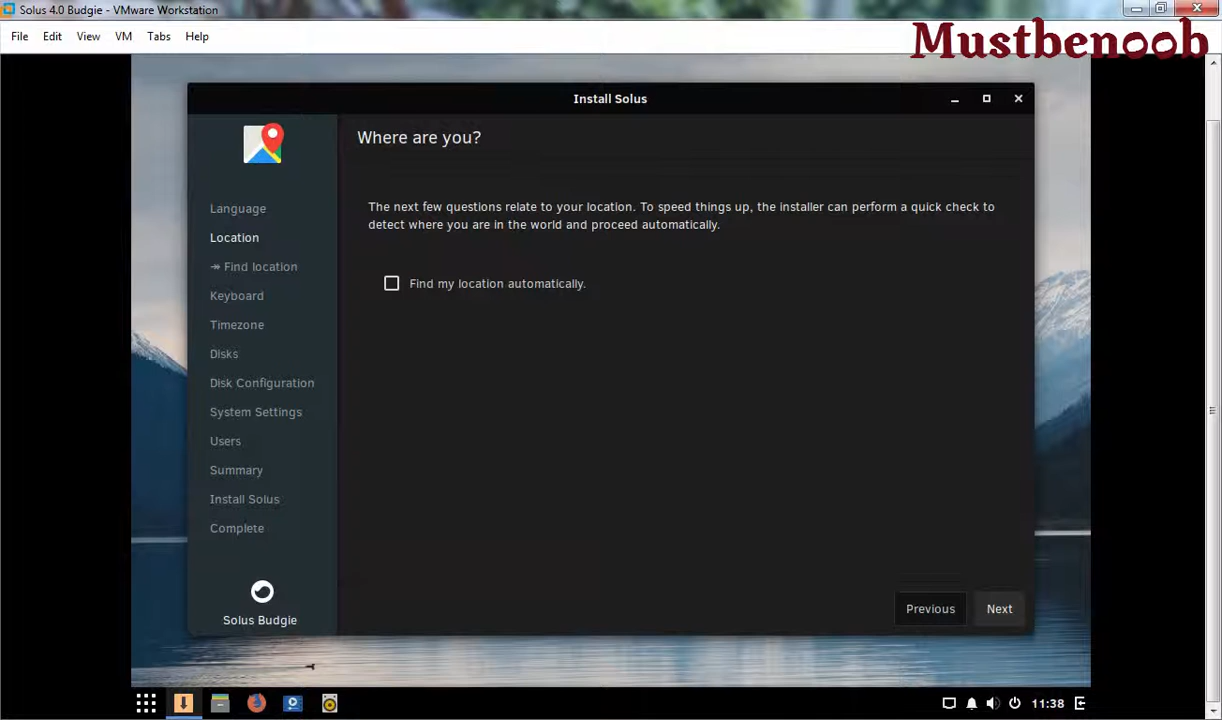 Solus 4.0 Budgie - VMware Workstation
File Edit View VM Tabs Help
Mustbenoob
Install Solus
Where are you?
The next few questions relate to your location. To speed things up, the installer can perform a quick check to
detect where you are in the world and proceed automatically.
Find my location automatically.
Language
Location
↠ Find location
Keyboard
Timezone
Disks
Disk Configuration
System Settings
Users
Summary
Install Solus
Complete
Solus Budgie
Previous Next
11:38